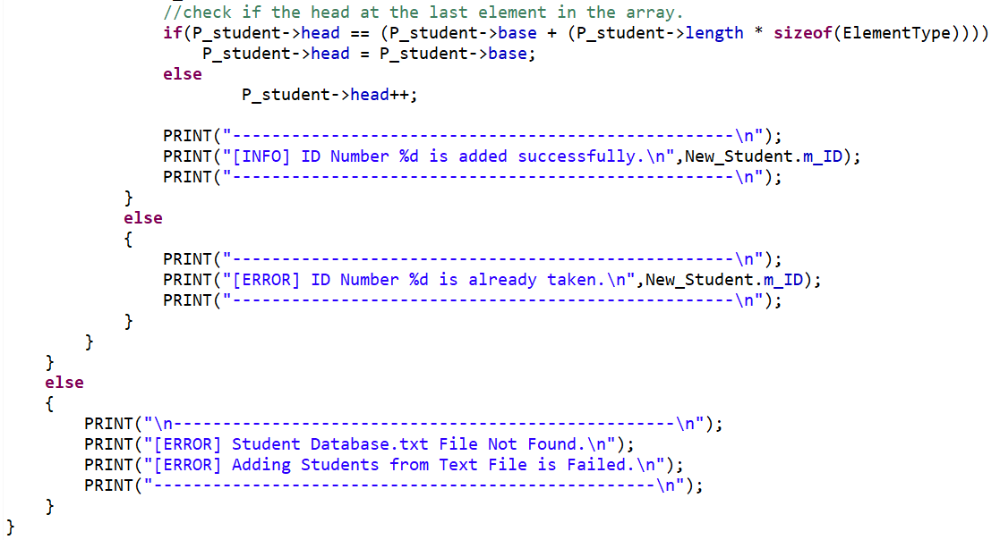 //check if the head at the last element in the array.
if(P_student->head == (P_student->base + (P_student->length * sizeof(ElementType))))
P_student->head = P_student->base;
else
P_student->head++;
PRINT("---------------------------------------------------\n");
PRINT("[INFO] ID Number %d is added successfully.\n",New_Student.m_ID);
PRINT("---------------------------------------------------\n");
}
else
{
PRINT("---------------------------------------------------\n");
PRINT("[ERROR] ID Number %d is already taken.\n",New_Student.m_ID);
PRINT("---------------------------------------------------\n");
}
}
}
else
{
PRINT("\n---------------------------------------------------\n");
PRINT("[ERROR] Student Database.txt File Not Found.\n");
PRINT("[ERROR] Adding Students from Text File is Failed.\n");
PRINT("---------------------------------------------------\n");
}
}